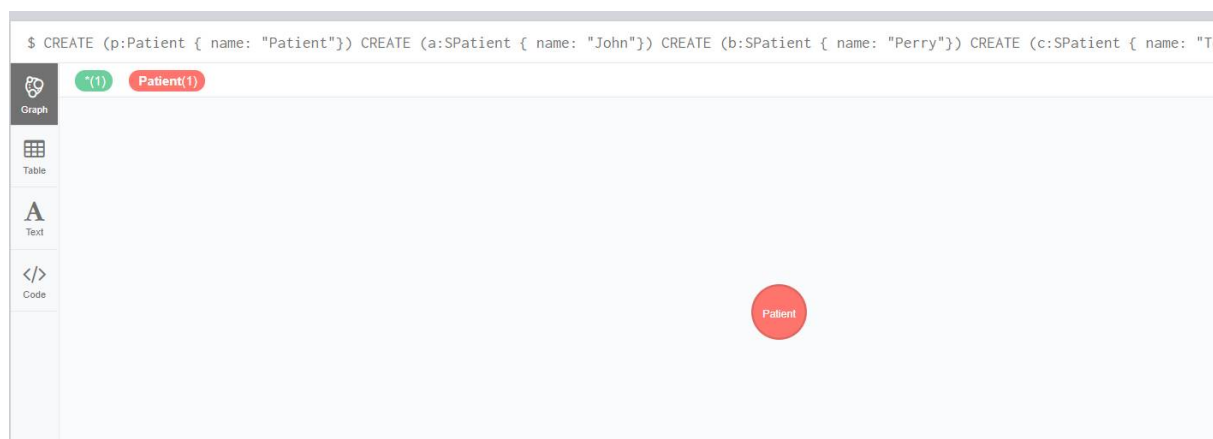 $ CREATE (p:Patient { name: "Patient"}) CREATE (a:SPatient { name: "John"}) CREATE (b:SPatient { name: "Perry"}) CREATE (c:SPatient { name: "T
*(1) Patient(1)
Graph
Table
A
Text
</>
Code
Patient